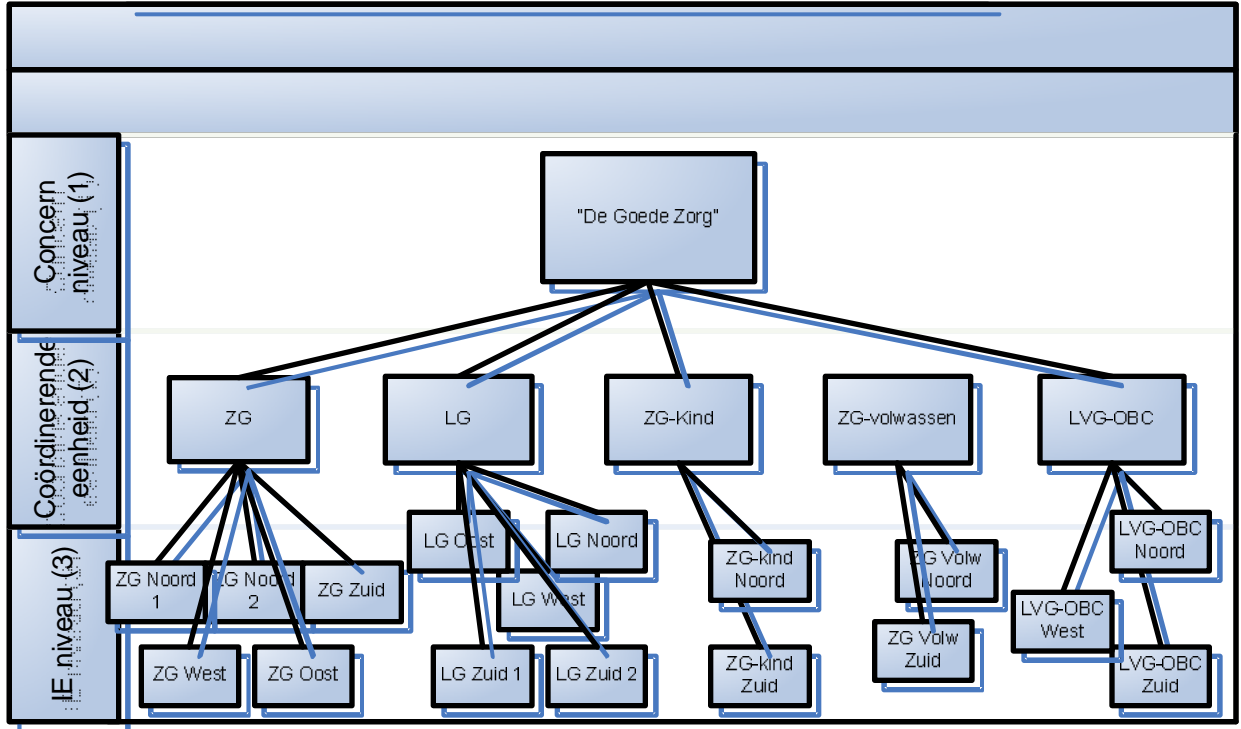 Concern
niveau (1)
"De Goede Zorg"
Coördinerende
eenheid (2)
ZG
LG
ZG-Kind
ZG-volwassen
LVG-OBC
IE niveau (3)
ZG Noord
1
ZG Noord
2
ZG Zuid
ZG West
ZG Oost
LG Oost
LG Noord
LG West
LG Zuid 1
LG Zuid 2
ZG-kind
Noord
ZG-kind
Zuid
ZG Volw
Noord
ZG Volw
Zuid
LVG-OBC
Noord
LVG-OBC
West
LVG-OBC
Zuid